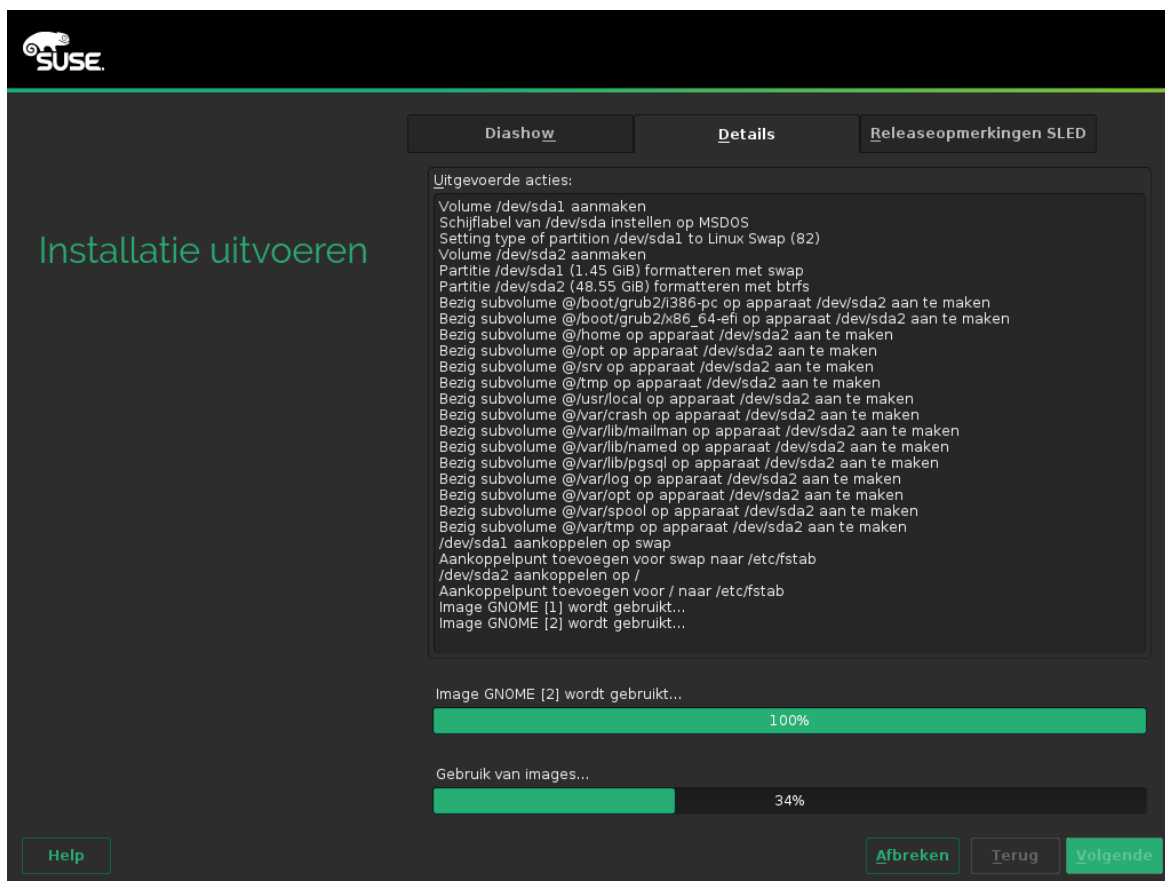 SUSE.
Diashow
Details
Releaseopmerkingen SLED
Installatie uitvoeren
Uitgevoerde acties:
Volume /dev/sda1 aanmaken
Schijflabel van /dev/sda instellen op MSDOS
Setting type of partition /dev/sda1 to Linux Swap (82)
Volume /dev/sda2 aanmaken
Partitie /dev/sda1 (1.45 GiB) formatteren met swap
Partitie /dev/sda2 (48.55 GiB) formatteren met btrfs
Bezig subvolume @/boot/grub2/i386-pc op apparaat /dev/sda2 aan te maken
Bezig subvolume @/boot/grub2/x86_64-efi op apparaat /dev/sda2 aan te maken
Bezig subvolume @/home op apparaat /dev/sda2 aan te maken
Bezig subvolume @/opt op apparaat /dev/sda2 aan te maken
Bezig subvolume @/srv op apparaat /dev/sda2 aan te maken
Bezig subvolume @/tmp op apparaat /dev/sda2 aan te maken
Bezig subvolume @/usr/local op apparaat /dev/sda2 aan te maken
Bezig subvolume @/var/crash op apparaat /dev/sda2 aan te maken
Bezig subvolume @/var/lib/mailman op apparaat /dev/sda2 aan te maken
Bezig subvolume @/var/lib/named op apparaat /dev/sda2 aan te maken
Bezig subvolume @/var/lib/pgsql op apparaat /dev/sda2 aan te maken
Bezig subvolume @/var/log op apparaat /dev/sda2 aan te maken
Bezig subvolume @/var/opt op apparaat /dev/sda2 aan te maken
Bezig subvolume @/var/spool op apparaat /dev/sda2 aan te maken
Bezig subvolume @/var/tmp op apparaat /dev/sda2 aan te maken
/dev/sda1 aankoppelen op swap
Aankoppelpunt toevoegen voor swap naar /etc/fstab
/dev/sda2 aankoppelen op /
Aankoppelpunt toevoegen voor / naar /etc/fstab
Image GNOME [1] wordt gebruikt...
Image GNOME [2] wordt gebruikt...
Image GNOME [2] wordt gebruikt...
100%
Gebruik van images...
34%
Help
Afbreken
Terug
Volgende